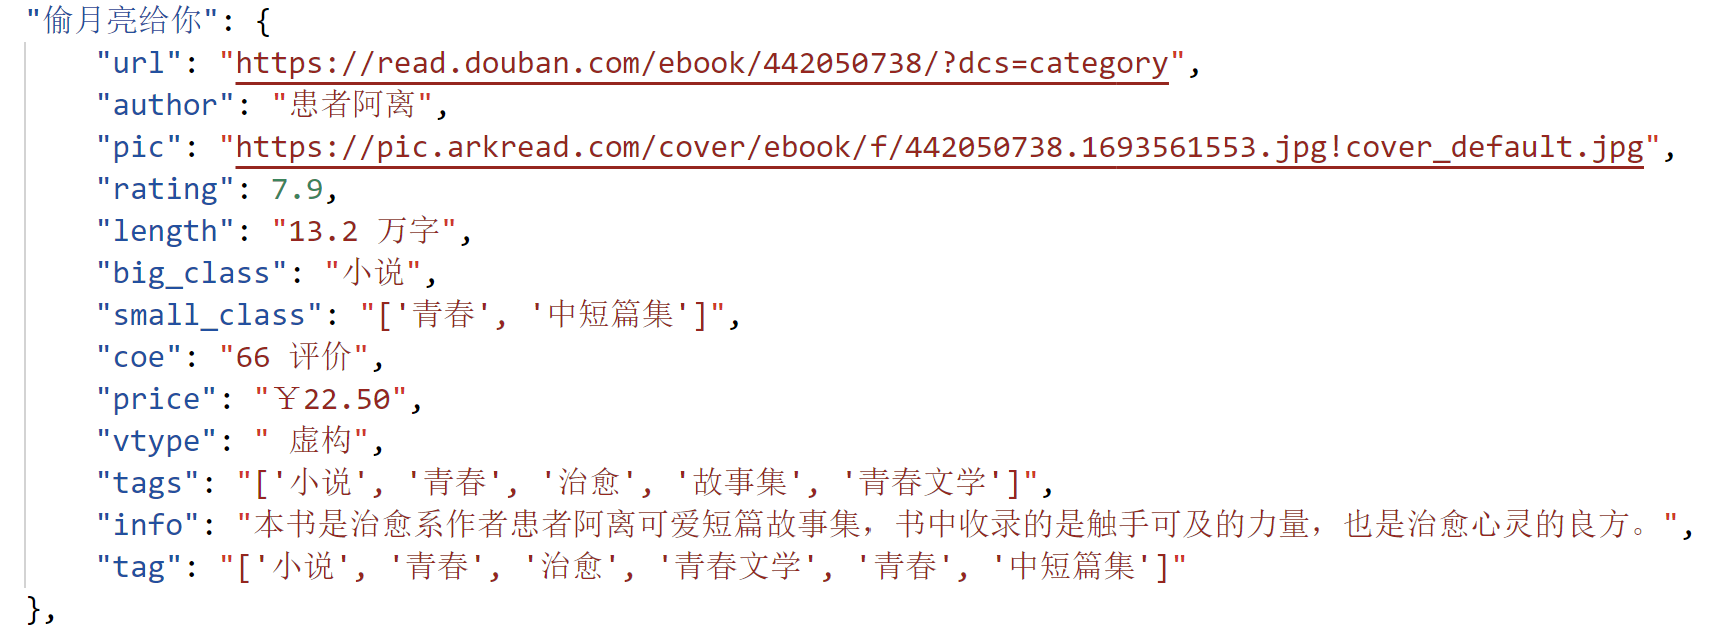 "偷月亮给你": {
"url": "https://read.douban.com/ebook/442050738/?dcs=category",
"author": "患者阿离",
"pic": "https://pic.arkread.com/cover/ebook/f/442050738.1693561553.jpg!cover_default.jpg",
"rating": 7.9,
"length": "13.2 万字",
"big_class": "小说",
"small_class": "['青春', '中短篇集']",
"coe": "66 评价",
"price": "￥22.50",
"vtype": " 虚构",
"tags": "['小说', '青春', '治愈', '故事集', '青春文学']",
"info": "本书是治愈系作者患者阿离可爱短篇故事集，书中收录的是触手可及的力量，也是治愈心灵的良方。",
"tag": "['小说', '青春', '治愈', '青春文学', '青春', '中短篇集']"
},